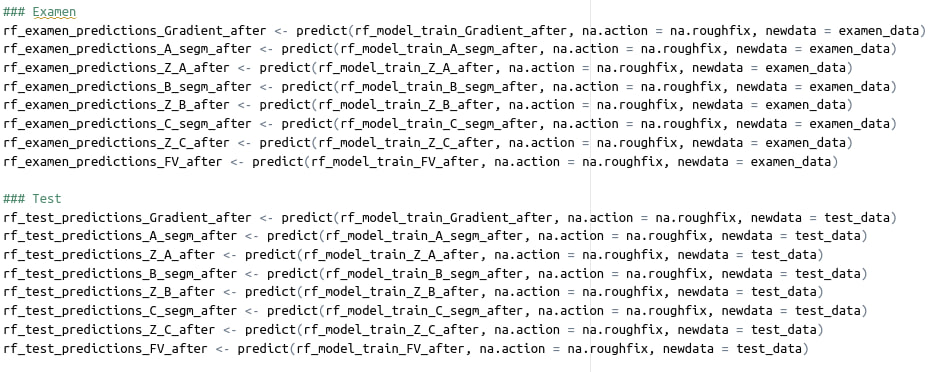 ### Examen
rf_examen_predictions_Gradient_after <- predict(rf_model_train_Gradient_after, na.action = na.roughfix, newdata = examen_data)
rf_examen_predictions_A_segm_after <- predict(rf_model_train_A_segm_after, na.action = na.roughfix, newdata = examen_data)
rf_examen_predictions_Z_A_after <- predict(rf_model_train_Z_A_after, na.action = na.roughfix, newdata = examen_data)
rf_examen_predictions_B_segm_after <- predict(rf_model_train_B_segm_after, na.action = na.roughfix, newdata = examen_data)
rf_examen_predictions_Z_B_after <- predict(rf_model_train_Z_B_after, na.action = na.roughfix, newdata = examen_data)
rf_examen_predictions_C_segm_after <- predict(rf_model_train_C_segm_after, na.action = na.roughfix, newdata = examen_data)
rf_examen_predictions_Z_C_after <- predict(rf_model_train_Z_C_after, na.action = na.roughfix, newdata = examen_data)
rf_examen_predictions_FV_after <- predict(rf_model_train_FV_after, na.action = na.roughfix, newdata = examen_data)
### Test
rf_test_predictions_Gradient_after <- predict(rf_model_train_Gradient_after, na.action = na.roughfix, newdata = test_data)
rf_test_predictions_A_segm_after <- predict(rf_model_train_A_segm_after, na.action = na.roughfix, newdata = test_data)
rf_test_predictions_Z_A_after <- predict(rf_model_train_Z_A_after, na.action = na.roughfix, newdata = test_data)
rf_test_predictions_B_segm_after <- predict(rf_model_train_B_segm_after, na.action = na.roughfix, newdata = test_data)
rf_test_predictions_Z_B_after <- predict(rf_model_train_Z_B_after, na.action = na.roughfix, newdata = test_data)
rf_test_predictions_C_segm_after <- predict(rf_model_train_C_segm_after, na.action = na.roughfix, newdata = test_data)
rf_test_predictions_Z_C_after <- predict(rf_model_train_Z_C_after, na.action = na.roughfix, newdata = test_data)
rf_test_predictions_FV_after <- predict(rf_model_train_FV_after, na.action = na.roughfix, newdata = test_data)